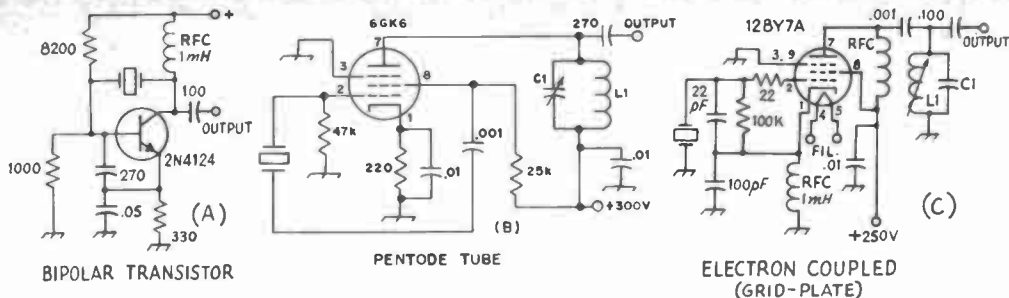 +
8200
RFC
1mH
100
OUTPUT
2N4124
1000
270
.05
330
(A)
BIPOLAR TRANSISTOR
6GK6
7
3
2
8
1
47k
220
.01
.001
25k
C1
L1
270
OUTPUT
.01
+300V
(B)
PENTODE TUBE
12BY7A
7
3,9
2
8
1
4
5
22
pF
22
100k
100pF
FIL.
.01
RFC
1mH
RFC
.001
.100
OUTPUT
L1
C1
+250V
(C)
ELECTRON COUPLED
(GRID-PLATE)